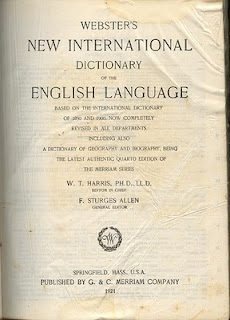 WEBSTER'S
NEW INTERNATIONAL
DICTIONARY
OF THE
ENGLISH LANGUAGE
BASED ON THE INTERNATIONAL DICTIONARY
OF 1890 AND 1900. NOW COMPLETELY
REVISED IN ALL DEPARTMENTS
INCLUDING ALSO
A DICTIONARY OF GEOGRAPHY AND BIOGRAPHY, BEING
THE LATEST AUTHENTIC QUARTO EDITION OF
THE MERRIAM SERIES
W. T. HARRIS, PH.D., LL.D.
EDITOR IN CHIEF
F. STURGES ALLEN
GENERAL EDITOR
SPRINGFIELD, MASS., U.S.A.
PUBLISHED BY G. & C. MERRIAM COMPANY
1921